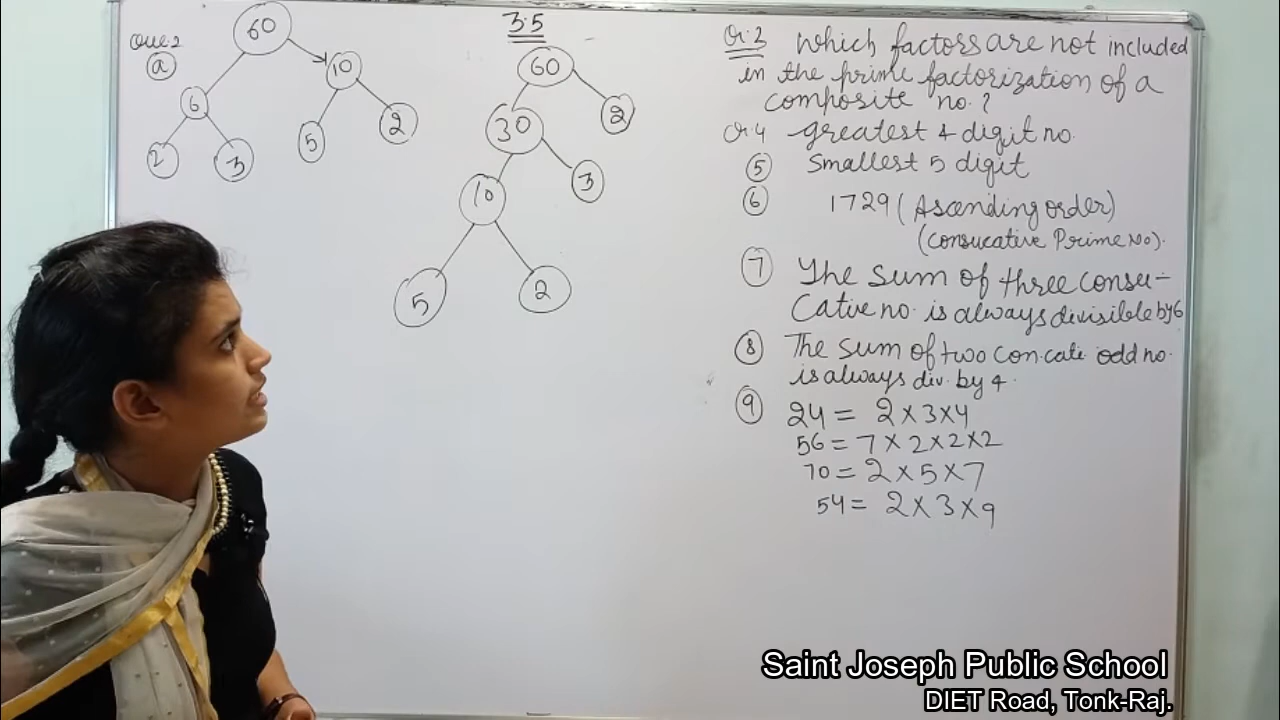 Que 2
a
60
6
10
2
3
5
2
3.5
60
30
2
10
3
5
2
Q.3 Which factors are not included
in the prime factorization of a
composite no.?
Q.4 greatest 4 digit no.
5 Smallest 5 digit
6 1729 (Ascending order)
(consucative Prime No).
7 The sum of three consu-
cative no. is always divisible by 6
8 The sum of two con.cati odd no.
is always div. by 4.
9 24 = 2×3×4
56 = 7×2×2×2
70 = 2×5×7
54 = 2×3×9
Saint Joseph Public School
DIET Road, Tonk-Raj.